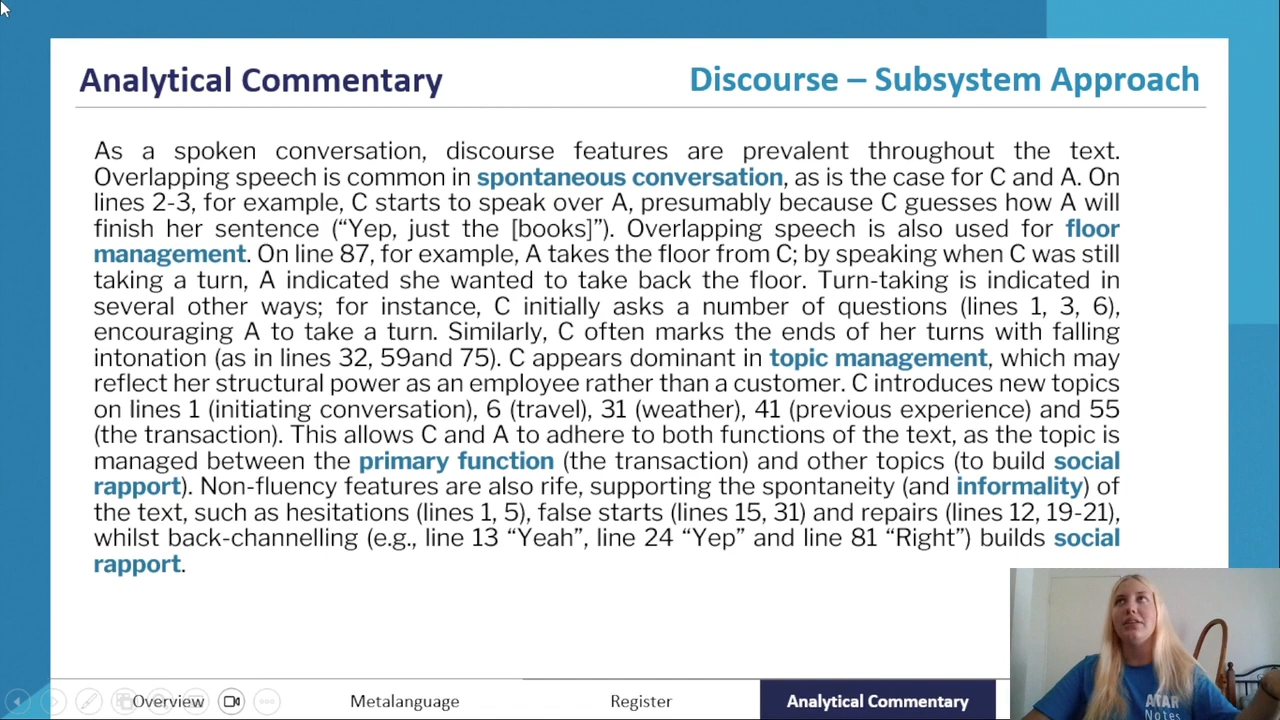 Analytical Commentary
Discourse – Subsystem Approach
As a spoken conversation, discourse features are prevalent throughout the text.
Overlapping speech is common in spontaneous conversation, as is the case for C and A. On
lines 2-3, for example, C starts to speak over A, presumably because C guesses how A will
finish her sentence (“Yep, just the [books]”). Overlapping speech is also used for floor
management. On line 87, for example, A takes the floor from C; by speaking when C was still
taking a turn, A indicated she wanted to take back the floor. Turn-taking is indicated in
several other ways; for instance, C initially asks a number of questions (lines 1, 3, 6),
encouraging A to take a turn. Similarly, C often marks the ends of her turns with falling
intonation (as in lines 32, 59and 75). C appears dominant in topic management, which may
reflect her structural power as an employee rather than a customer. C introduces new topics
on lines 1 (initiating conversation), 6 (travel), 31 (weather), 41 (previous experience) and 55
(the transaction). This allows C and A to adhere to both functions of the text, as the topic is
managed between the primary function (the transaction) and other topics (to build social
rapport). Non-fluency features are also rife, supporting the spontaneity (and informality) of
the text, such as hesitations (lines 1, 5), false starts (lines 15, 31) and repairs (lines 12, 19-21),
whilst back-channelling (e.g., line 13 “Yeah”, line 24 “Yep” and line 81 “Right”) builds social
rapport.
Overview
Metalanguage
Register
Analytical Commentary
ATAR
Notes